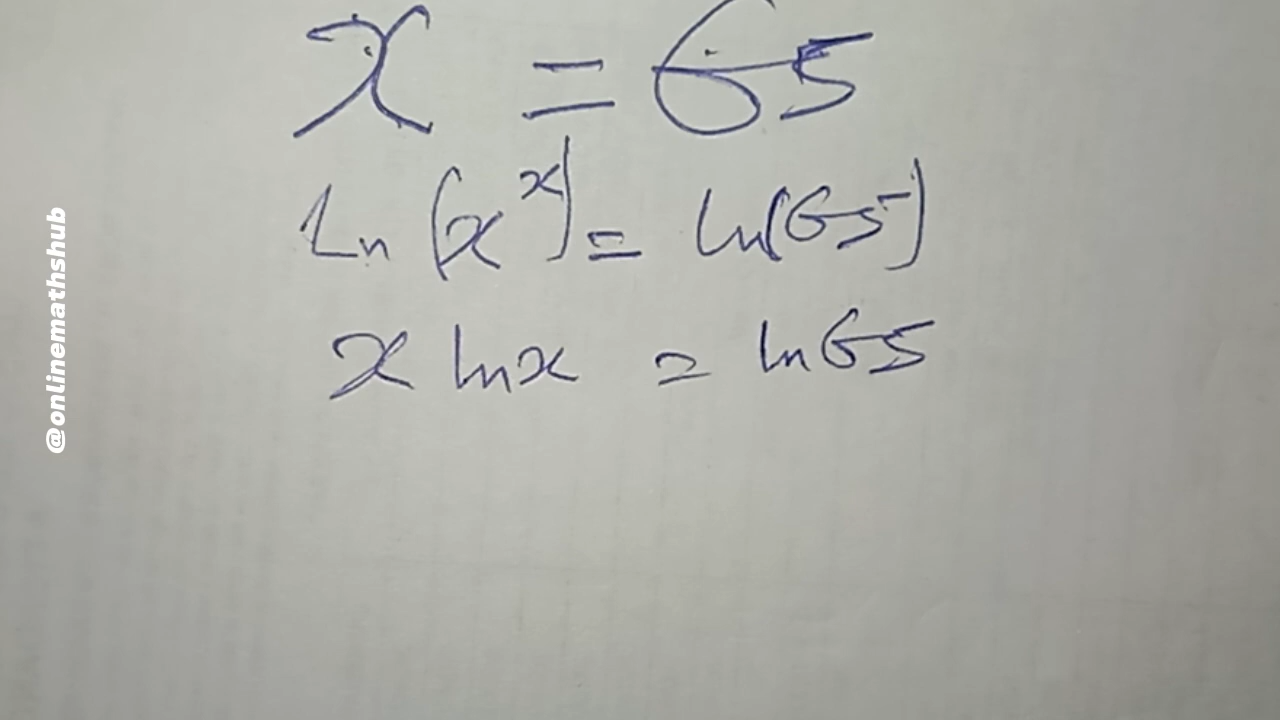 x = 65
Ln (x^x) = ln(65)
x lnx = ln65
@onlinemathshub